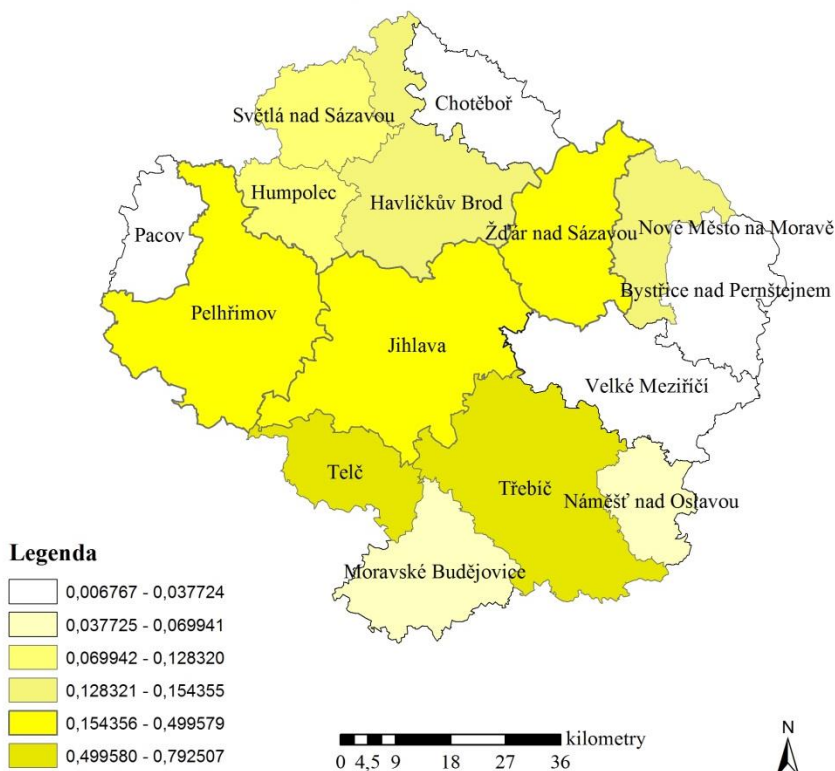 Chotěboř
Světlá nad Sázavou
Humpolec
Havlíčkův Brod
Nové Město na Moravě
Žďár nad Sázavou
Pacov
Bystřice nad Pernštejnem
Pelhřimov
Jihlava
Velké Meziříčí
Telč
Třebíč
Náměšť nad Oslavou
Moravské Budějovice
Legenda
0,006767 - 0,037724
0,037725 - 0,069941
0,069942 - 0,128320
0,128321 - 0,154355
0,154356 - 0,499579
0,499580 - 0,792507
kilometry
0 4,5 9 18 27 36
N